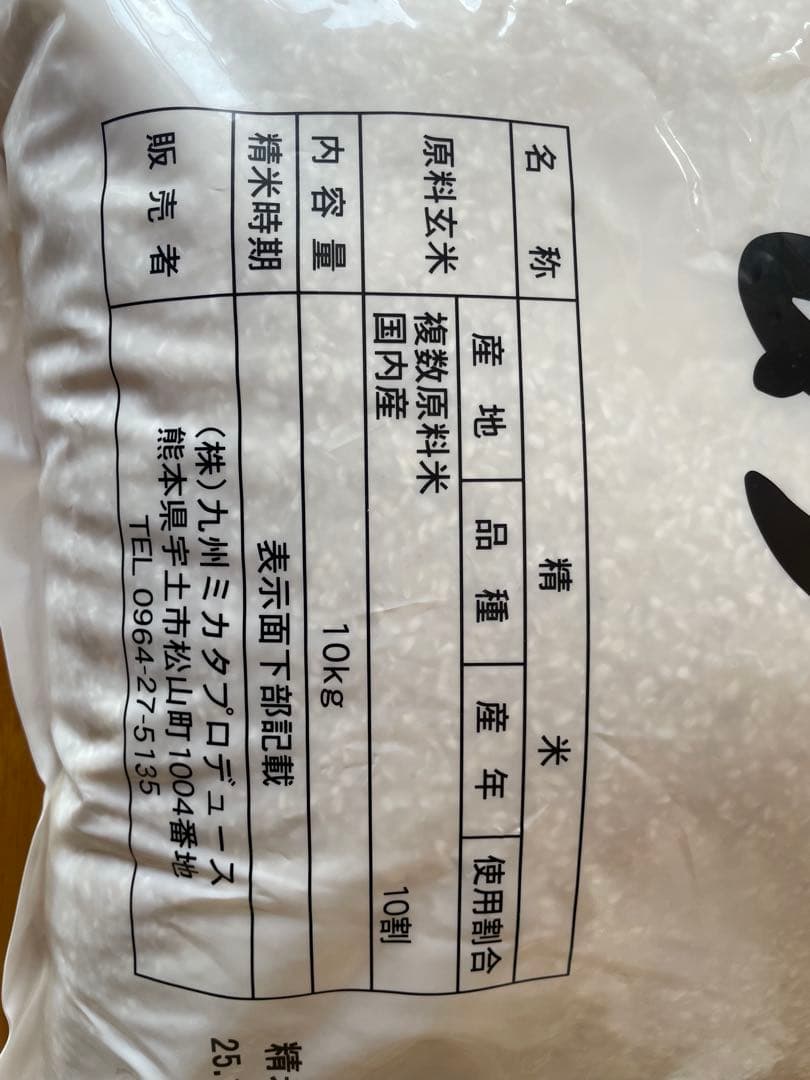 名称 精米
原料玄米 産地 品種 産年 使用割合
複数原料米
国内産 10割
内容量 10kg
精米時期 表示面下部記載
販売者 (株)九州ミカタプロデュース
熊本県宇土市松山町1004番地
TEL 0964-27-5135
精
25.